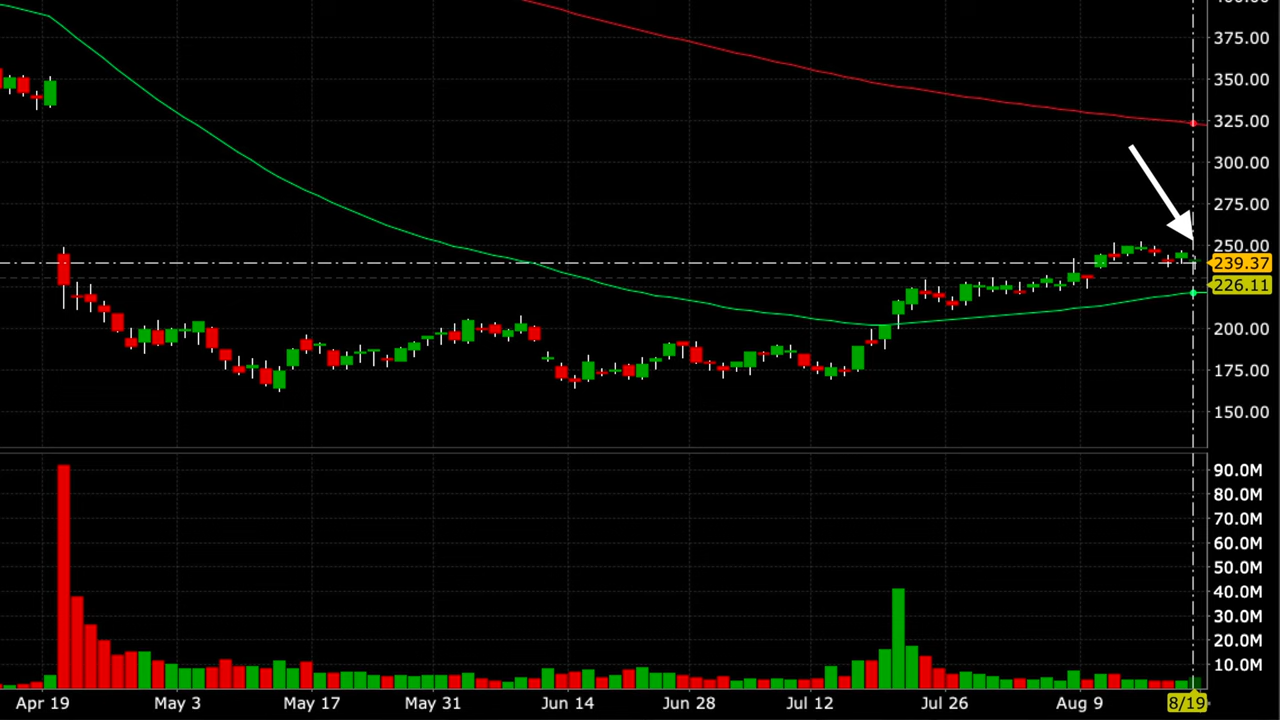 400.00
375.00
350.00
325.00
300.00
275.00
250.00
239.37
226.11
200.00
175.00
150.00
90.0M
80.0M
70.0M
60.0M
50.0M
40.0M
30.0M
20.0M
10.0M
Apr 19 May 3 May 17 May 31 Jun 14 Jun 28 Jul 12 Jul 26 Aug 9 8/19